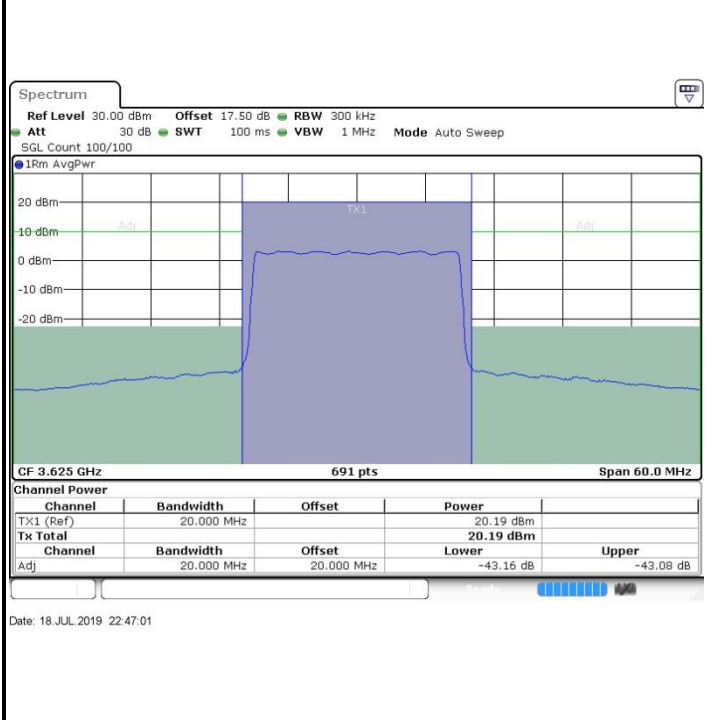 Spectrum
Ref Level 30.00 dBm Offset 17.50 dB RBW 300 kHz
Att 30 dB SWT 100 ms VBW 1 MHz Mode Auto Sweep
SGL Count 100/100
1Rm AvgPwr
20 dBm
TX1
Adj
Adj
10 dBm
0 dBm
-10 dBm
-20 dBm
CF 3.625 GHz 691 pts Span 60.0 MHz
Channel Power
Channel Bandwidth Offset Power
TX1 (Ref) 20.000 MHz 20.19 dBm
Tx Total 20.19 dBm
Channel Bandwidth Offset Lower Upper
Adj 20.000 MHz 20.000 MHz -43.16 dB -43.08 dB
Ready
Date: 18.JUL.2019 22:47:01